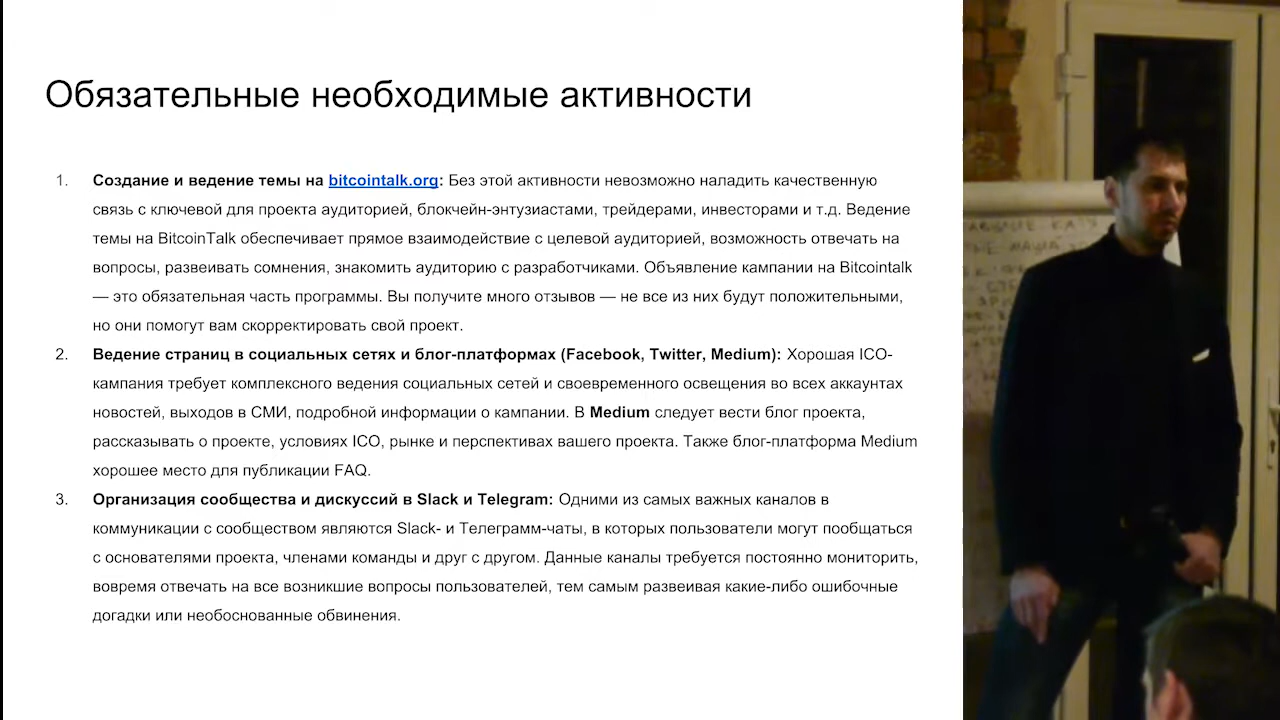 Обязательные необходимые активности
1. Создание и ведение темы на bitcointalk.org: Без этой активности невозможно наладить качественную
связь с ключевой для проекта аудиторией, блокчейн-энтузиастами, трейдерами, инвесторами и т.д. Ведение
темы на BitcoinTalk обеспечивает прямое взаимодействие с целевой аудиторией, возможность отвечать на
вопросы, развеивать сомнения, знакомить аудиторию с разработчиками. Объявление кампании на Bitcointalk
— это обязательная часть программы. Вы получите много отзывов — не все из них будут положительными,
но они помогут вам скорректировать свой проект.
2. Ведение страниц в социальных сетях и блог-платформах (Facebook, Twitter, Medium): Хорошая ICO-
кампания требует комплексного ведения социальных сетей и своевременного освещения во всех аккаунтах
новостей, выходов в СМИ, подробной информации о кампании. В Medium следует вести блог проекта,
рассказывать о проекте, условиях ICO, рынке и перспективах вашего проекта. Также блог-платформа Medium
хорошее место для публикации FAQ.
3. Организация сообщества и дискуссий в Slack и Telegram: Одними из самых важных каналов в
коммуникации с сообществом являются Slack- и Телеграмм-чаты, в которых пользователи могут пообщаться
с основателями проекта, членами команды и друг с другом. Данные каналы требуется постоянно мониторить,
вовремя отвечать на все возникшие вопросы пользователей, тем самым развеивая какие-либо ошибочные
догадки или необоснованные обвинения.